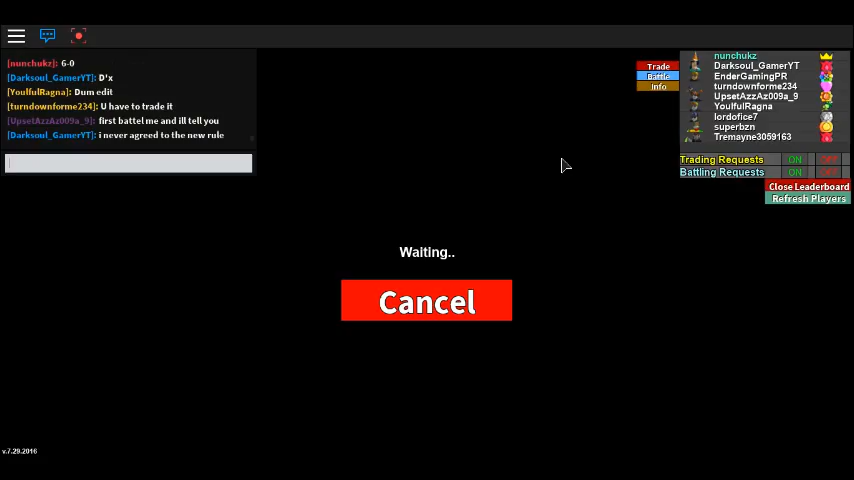 [nunchukz]: 6-0
[Darksoul_GamerYT]: D'x
[YoulfulRagna]: Dum edit
[turndownforme234]: U have to trade it
[UpsetAzzAz009a_9]: first battel me and ill tell you
[Darksoul_GamerYT]: i never agreed to the new rule
Trade
Battle
Info
nunchukz
Darksoul_GamerYT
EnderGamingPR
turndownforme234
UpsetAzzAz009a_9
YoulfulRagna
lordofice7
superbzn
Tremayne3059163
Trading Requests ON OFF
Battling Requests ON OFF
Close Leaderboard
Refresh Players
Waiting..
Cancel
v.7.29.2016